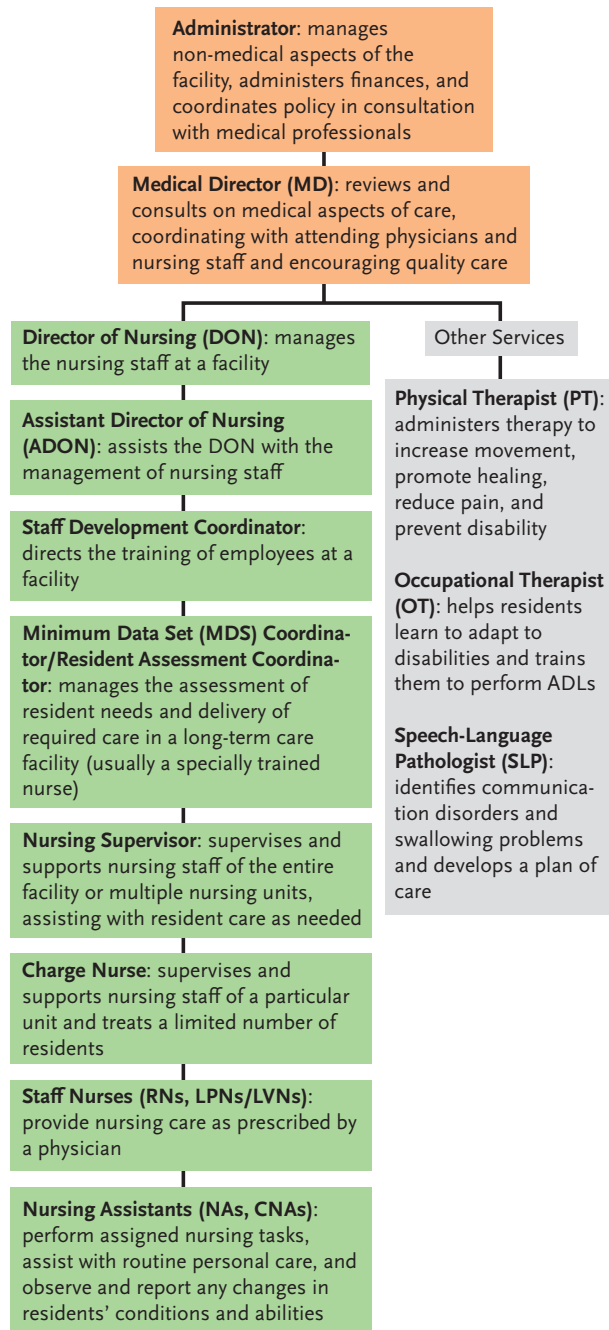 Administrator: manages
non-medical aspects of the
facility, administers finances, and
coordinates policy in consultation
with medical professionals
Medical Director (MD): reviews and
consults on medical aspects of care,
coordinating with attending physicians and
nursing staff and encouraging quality care
Director of Nursing (DON): manages
the nursing staff at a facility
Assistant Director of Nursing
(ADON): assists the DON with the
management of nursing staff
Staff Development Coordinator:
directs the training of employees at a
facility
Minimum Data Set (MDS) Coordina-
tor/Resident Assessment Coordina-
tor: manages the assessment of
resident needs and delivery of
required care in a long-term care
facility (usually a specially trained
nurse)
Nursing Supervisor: supervises and
supports nursing staff of the entire
facility or multiple nursing units,
assisting with resident care as needed
Charge Nurse: supervises and
supports nursing staff of a particular
unit and treats a limited number of
residents
Staff Nurses (RNs, LPNs/LVNs):
provide nursing care as prescribed by
a physician
Nursing Assistants (NAs, CNAs):
perform assigned nursing tasks,
assist with routine personal care, and
observe and report any changes in
residents’ conditions and abilities
Other Services
Physical Therapist (PT):
administers therapy to
increase movement,
promote healing,
reduce pain, and
prevent disability
Occupational Therapist
(OT): helps residents
learn to adapt to
disabilities and trains
them to perform ADLs
Speech-Language
Pathologist (SLP):
identifies communica-
tion disorders and
swallowing problems
and develops a plan of
care